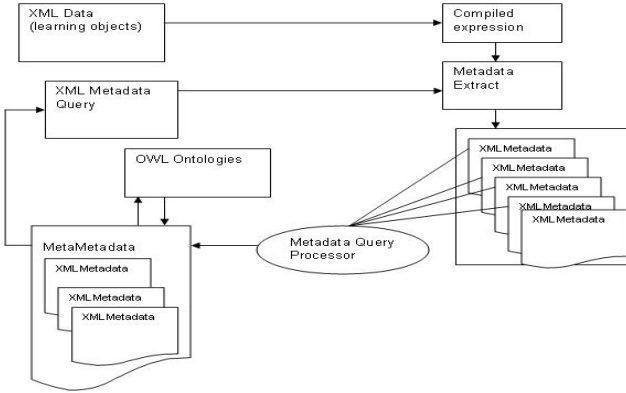 XML Data
(learning objects)
Compiled
expression
XML Metadata
Query
Metadata
Extract
OWL Ontologies
XMLMetadata
XMLMetadata
XMLMetadata
XMLMetadata
XMLMetadata
MetaMetadata
XMLMetadata
XMLMetadata
XMLMetadata
Metadata Query
Processor